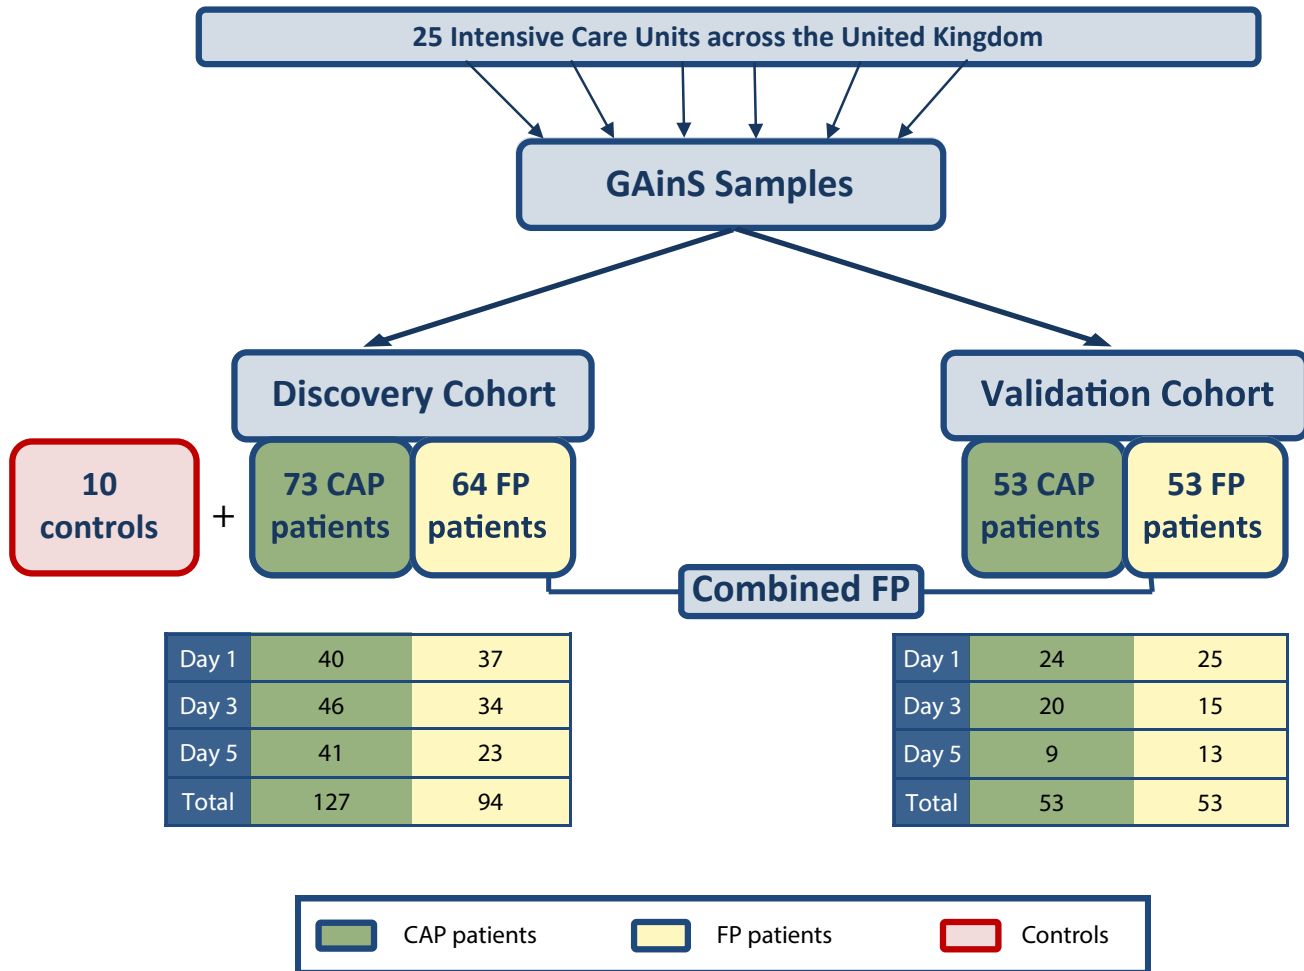 25 Intensive Care Units across the United Kingdom
GAinS Samples
Discovery Cohort
Validation Cohort
10
controls
+
73 CAP
patients
64 FP
patients
53 CAP
patients
53 FP
patients
Combined FP
Day 1 40 37
Day 3 46 34
Day 5 41 23
Total 127 94
Day 1 24 25
Day 3 20 15
Day 5 9 13
Total 53 53
CAP patients FP patients Controls